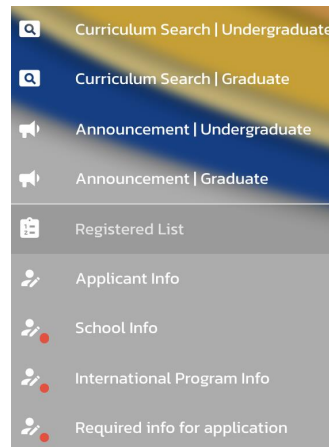 Curriculum Search | Undergraduate
Curriculum Search | Graduate
Announcement | Undergraduate
Announcement | Graduate
Registered List
Applicant Info
School Info
International Program Info
Required info for application